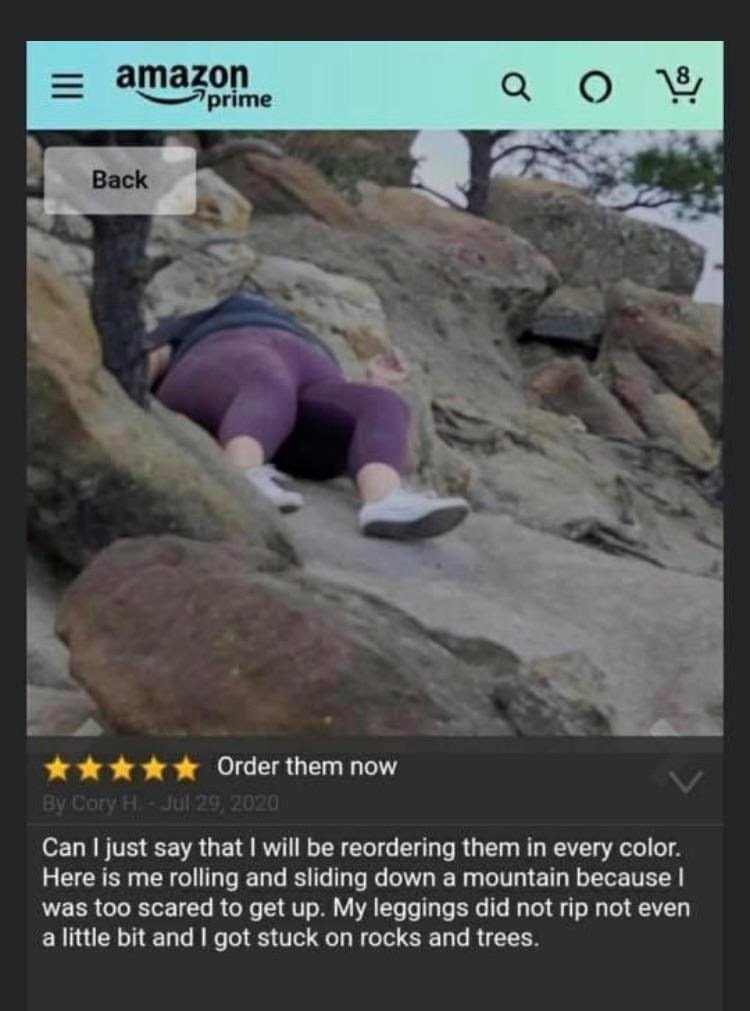 amazon
prime
8
Back
Order them now
By Cory H. - Jul 29, 2020
Can I just say that I will be reordering them in every color.
Here is me rolling and sliding down a mountain because I
was too scared to get up. My leggings did not rip not even
a little bit and I got stuck on rocks and trees.